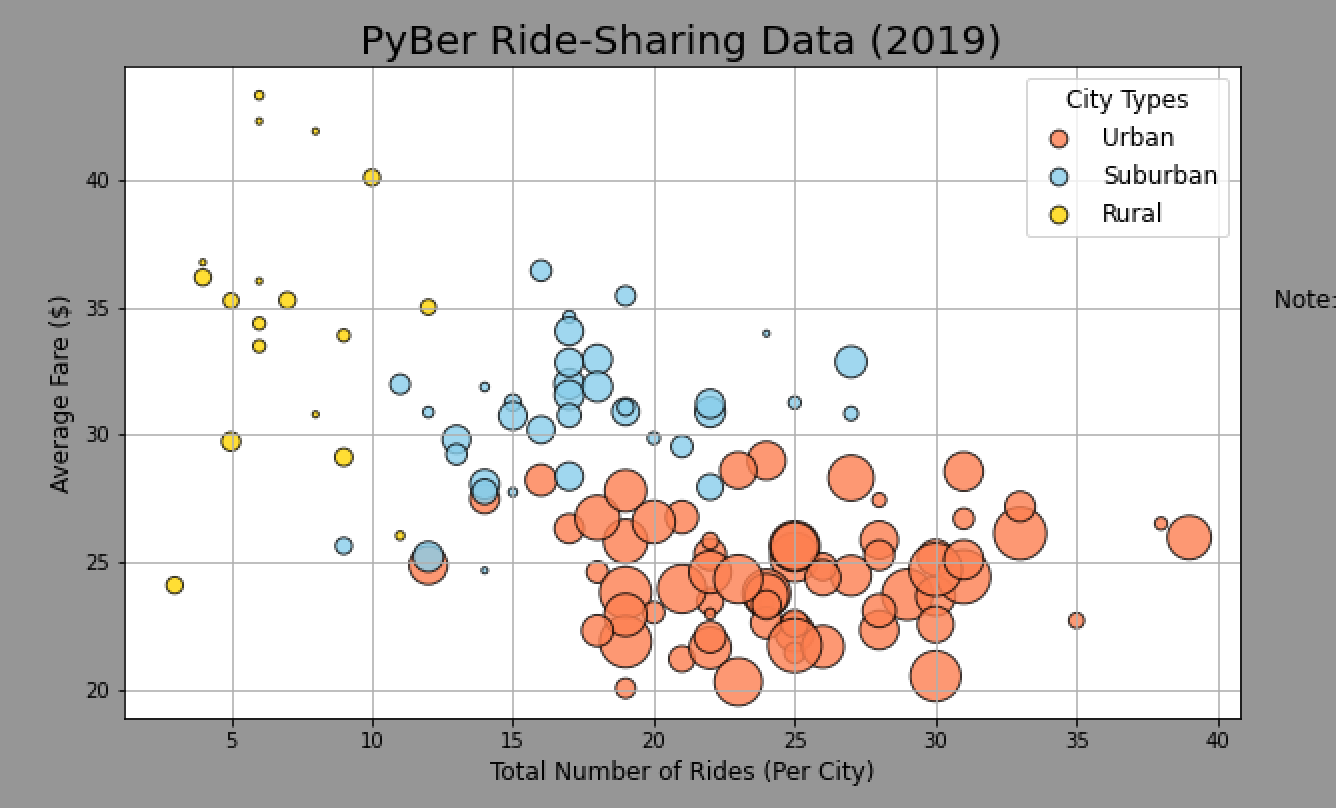 PyBer Ride-Sharing Data (2019)
City Types
Urban
Suburban
Rural
Average Fare ($)
40
35
30
25
20
Note:
5 10 15 20 25 30 35 40
Total Number of Rides (Per City)